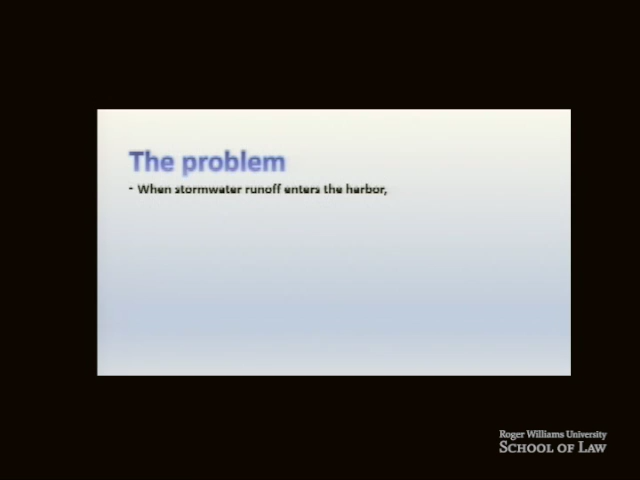 The problem
- When stormwater runoff enters the harbor,
Roger Williams University
SCHOOL OF LAW